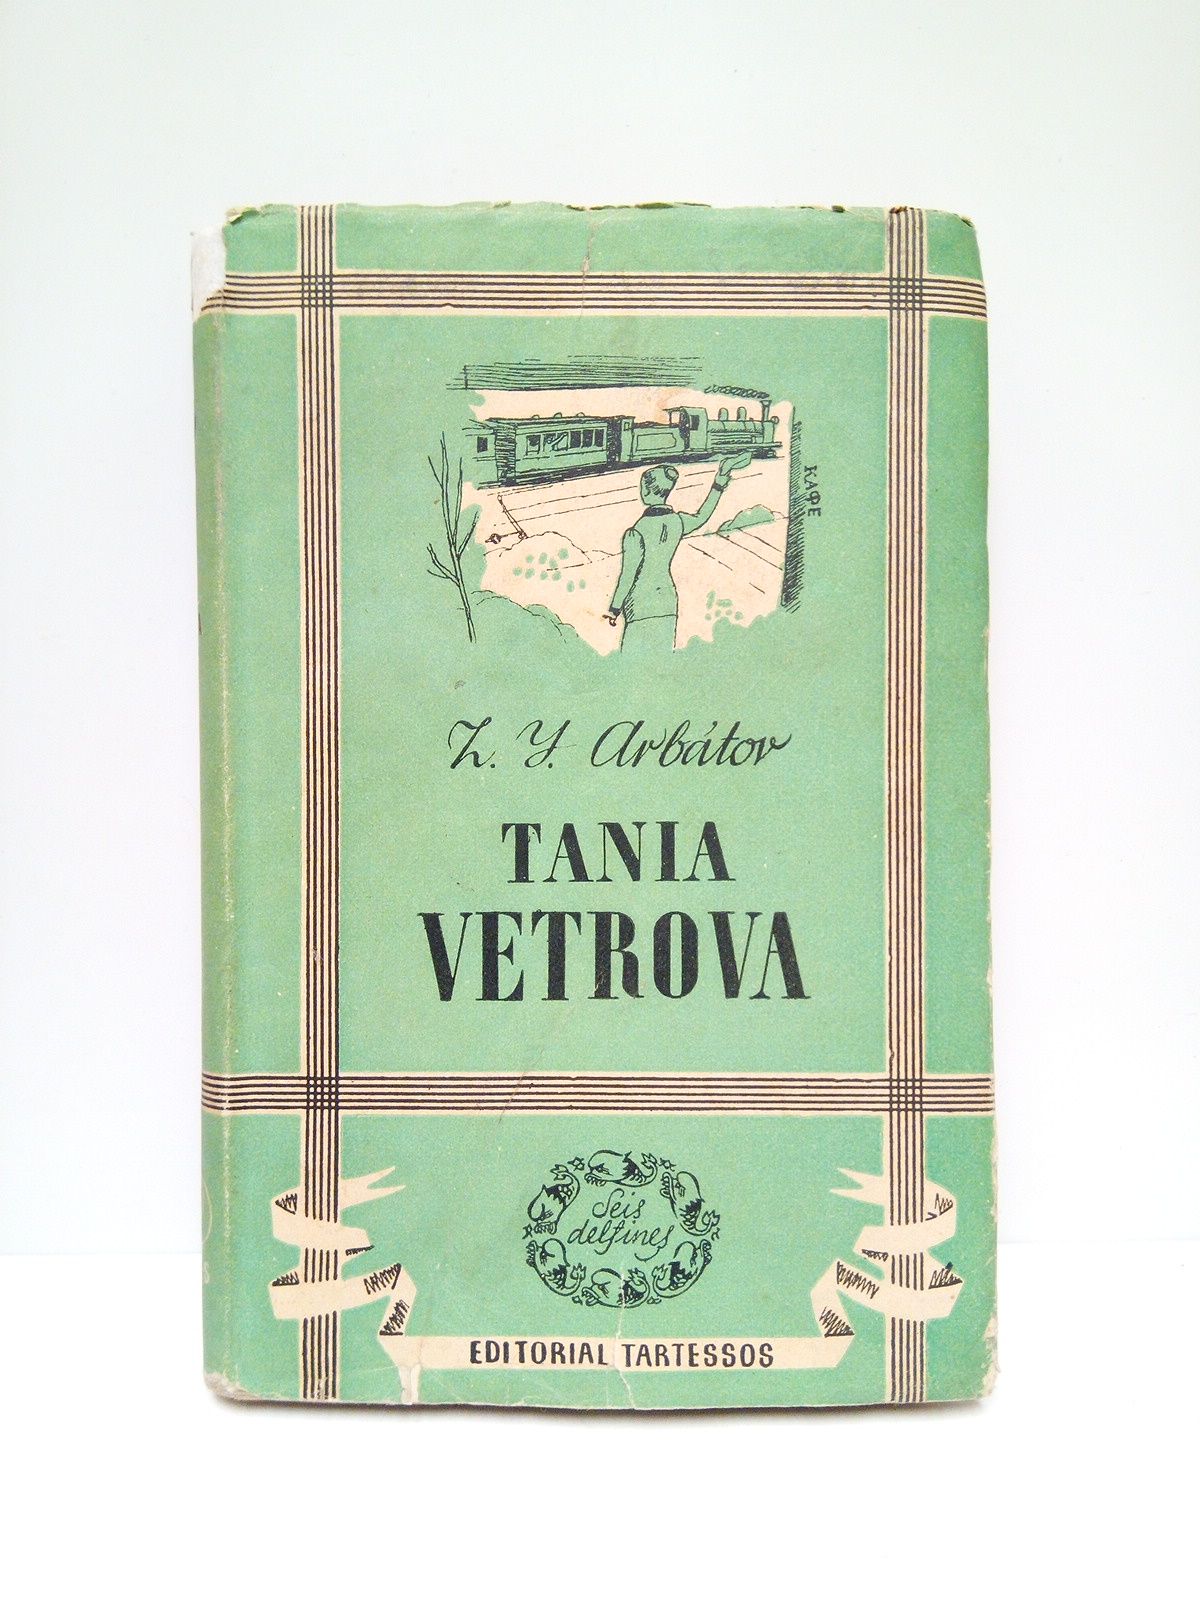 КАФЕ
Z. Y. Arbátov
TANIA
VETROVA
Seis
delfines
EDITORIAL TARTESSOS